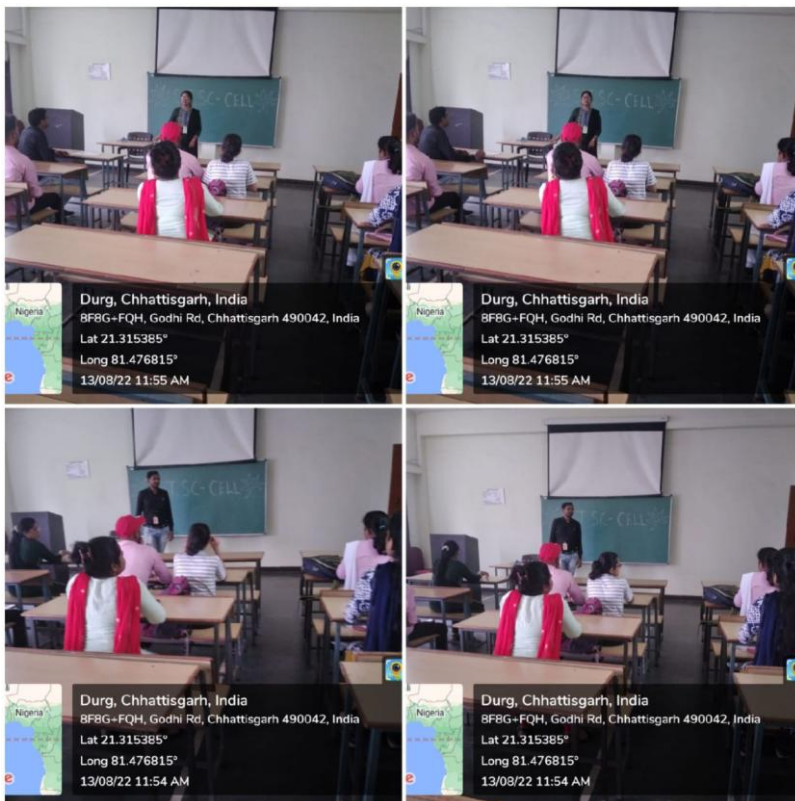 SC-CELL
Durg, Chhattisgarh, India
8F8G+FQH, Godhi Rd, Chhattisgarh 490042, India
Lat 21.315385°
Long 81.476815°
13/08/22 11:55 AM
Nigeria
e
SC-CELL
Durg, Chhattisgarh, India
8F8G+FQH, Godhi Rd, Chhattisgarh 490042, India
Lat 21.315385°
Long 81.476815°
13/08/22 11:55 AM
Nigeria
e
SC-CELL
Durg, Chhattisgarh, India
8F8G+FQH, Godhi Rd, Chhattisgarh 490042, India
Lat 21.315385°
Long 81.476815°
13/08/22 11:54 AM
Nigeria
e
SC-CELL
Durg, Chhattisgarh, India
8F8G+FQH, Godhi Rd, Chhattisgarh 490042, India
Lat 21.315385°
Long 81.476815°
13/08/22 11:54 AM
Nigeria
e